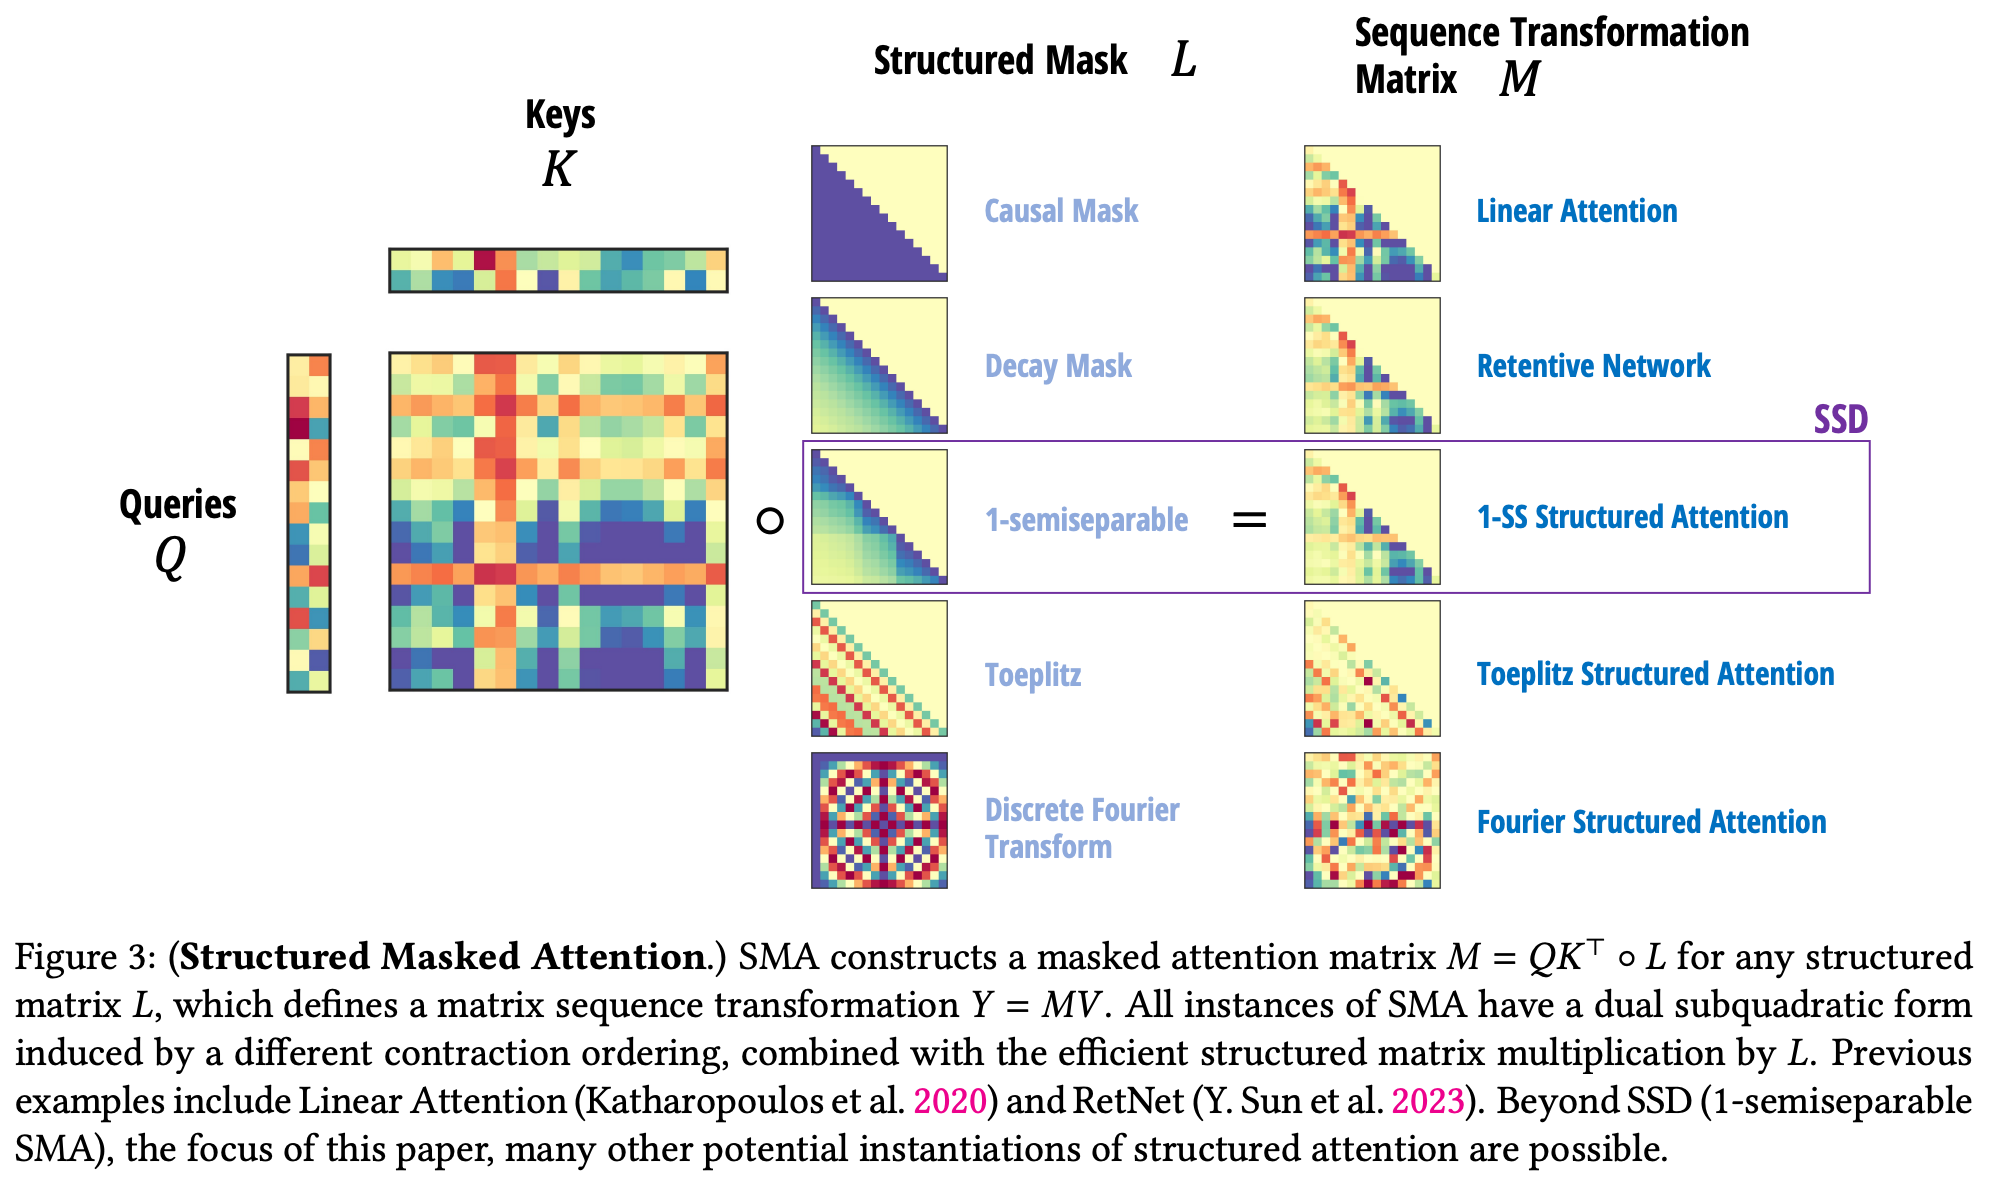 Structured Mask L
Sequence Transformation
Matrix M
Keys
K
Queries
Q
Causal Mask
Linear Attention
Decay Mask
Retentive Network
SSD
∘
1-semiseparable
=
1-SS Structured Attention
Toeplitz
Toeplitz Structured Attention
Discrete Fourier
Transform
Fourier Structured Attention
Figure 3: (Structured Masked Attention.) SMA constructs a masked attention matrix M = QK⊤ ∘ L for any structured
matrix L, which defines a matrix sequence transformation Y = MV. All instances of SMA have a dual subquadratic form
induced by a different contraction ordering, combined with the efficient structured matrix multiplication by L. Previous
examples include Linear Attention (Katharopoulos et al. 2020) and RetNet (Y. Sun et al. 2023). Beyond SSD (1-semiseparable
SMA), the focus of this paper, many other potential instantiations of structured attention are possible.